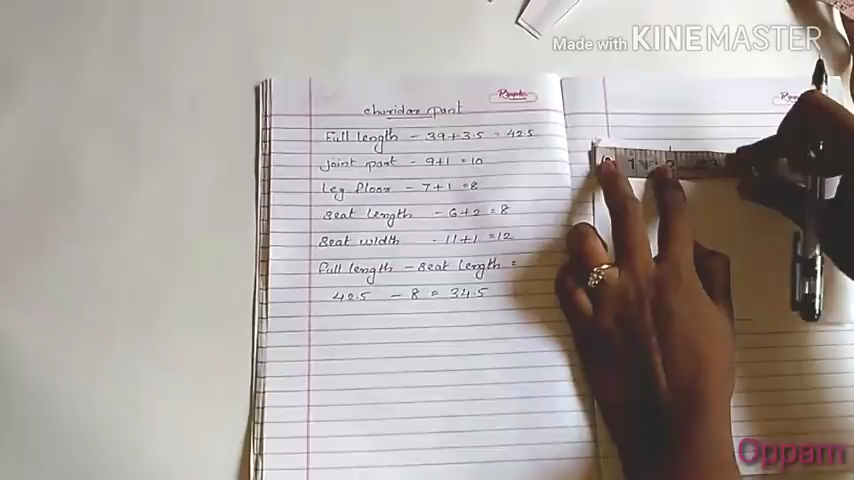 Made with KINEMASTER
churidar pant
Full length - 39+3.5 = 42.5
joint part - 9+1 = 10
Leg floor - 7+1 = 8
seat length - 6+2 = 8
seat width - 11+1 = 12
Full length - seat length =
42.5 - 8 = 34.5
Oppam